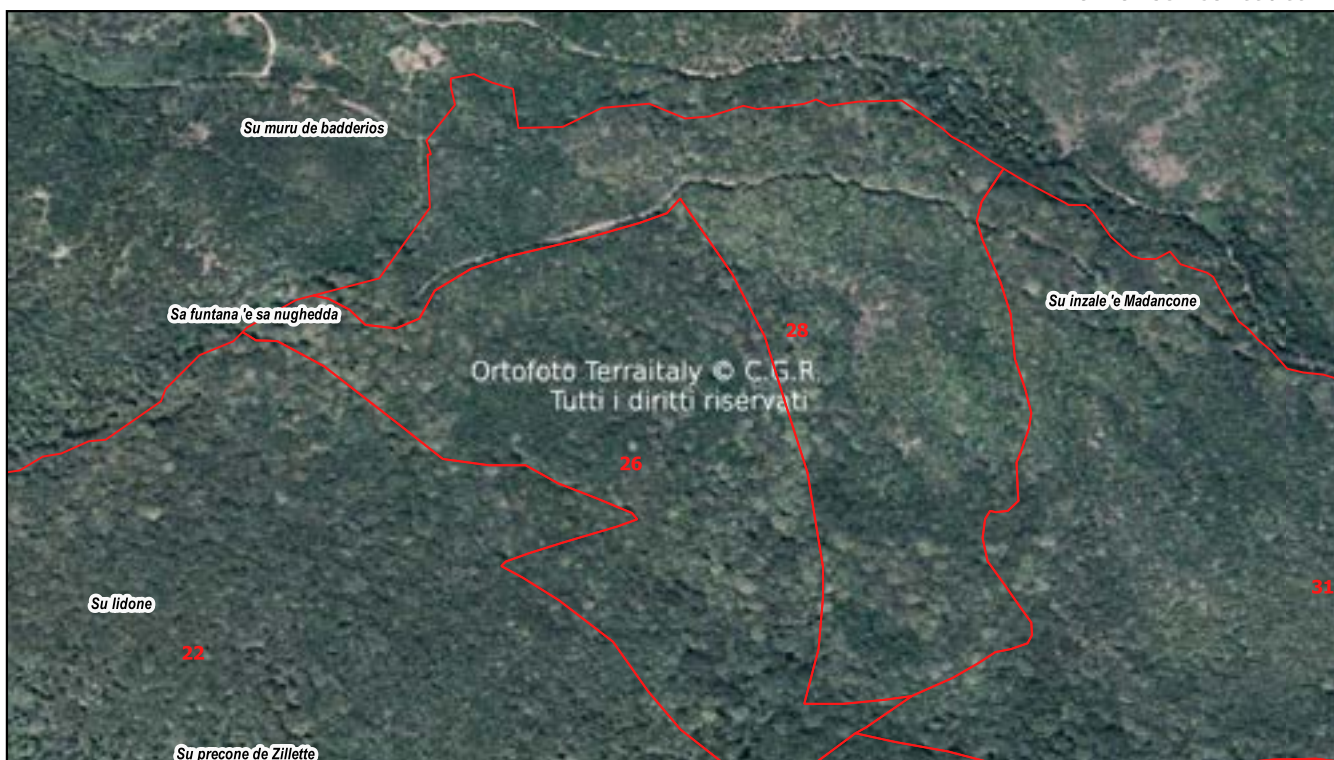 Su muru de badderios
Sa funtana 'e sa nughedda
Su inzale 'e Madancone
28
Ortofoto Terraitaly © C.G.R.
Tutti i diritti riservati
26
31
Su lidone
22
Su precone de Zillette